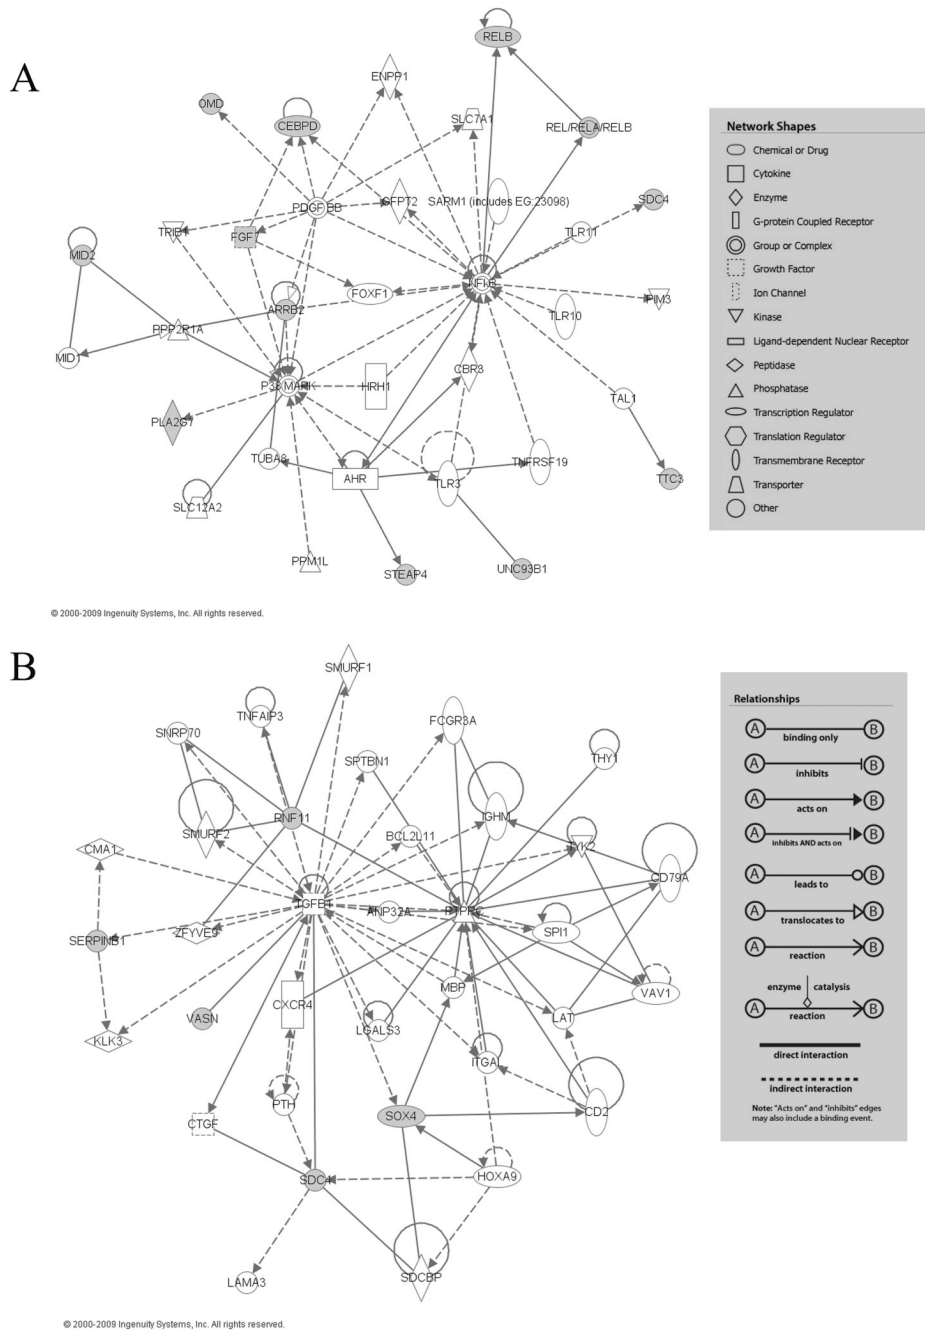 A
RELB
ENPP1
OMD
CEBPD
SLC7A1
REL/RELA/RELB
PDGF BB
GFPT2
SARM1 (includes EG:23098)
SDC4
TRIB1
FGF7
TLR11
MID2
NFkB
FOXF1
PIM3
ARRB2
TLR10
PPP2R1A
MID1
CBR3
P38 MAPK
HRH1
TAL1
PLA2G7
TUBA8
TNFRSF19
AHR
TLR3
TTC3
SLC12A2
PPM1L
STEAP4
UNC93B1
© 2000-2009 Ingenuity Systems, Inc. All rights reserved.
Network Shapes
Chemical or Drug
Cytokine
Enzyme
G-protein Coupled Receptor
Group or Complex
Growth Factor
Ion Channel
Kinase
Ligand-dependent Nuclear Receptor
Peptidase
Phosphatase
Transcription Regulator
Translation Regulator
Transmembrane Receptor
Transporter
Other
B
SMURF1
TNFAIP3
FCGR3A
SNRP70
THY1
SPTBN1
RNF11
IGHM
SMURF2
BCL2L11
TYK2
CMA1
CD79A
TGFB1
ANP32A
PTPRC
SERPINB1
ZFYVE9
SPI1
MBP
VAV1
CXCR4
VASN
LAT
LGALS3
KLK3
ITGAL
PTH
CTGF
SOX4
CD2
SDC4
HOXA9
LAMA3
SDCBP
© 2000-2009 Ingenuity Systems, Inc. All rights reserved.
Relationships
A B
binding only
A B
inhibits
A B
acts on
A B
inhibits AND acts on
A B
leads to
A B
translocates to
A B
reaction
enzyme catalysis
A B
reaction
direct interaction
indirect interaction
Note: "Acts on" and "inhibits" edges
may also include a binding event.